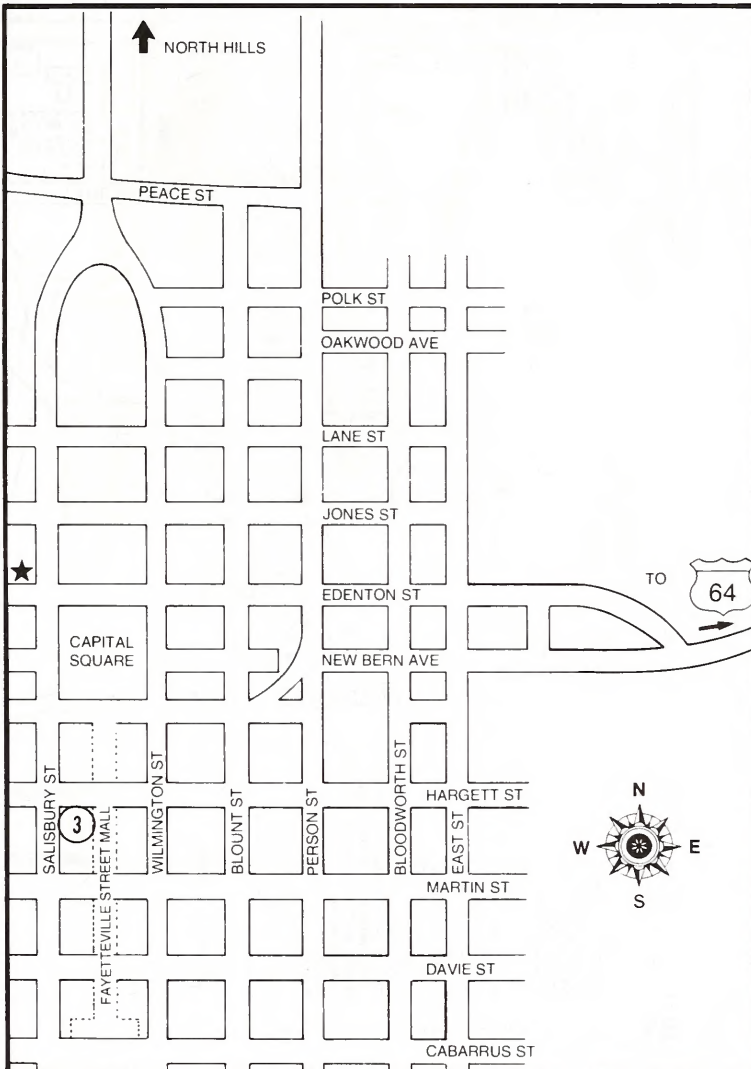 NORTH HILLS
PEACE ST
POLK ST
OAKWOOD AVE
LANE ST
JONES ST
TO
64
EDENTON ST
CAPITAL
SQUARE
NEW BERN AVE
SALISBURY ST
3
FAYETTEVILLE STREET MALL
WILMINGTON ST
BLOUNT ST
PERSON ST
BLOODWORTH ST
EAST ST
HARGETT ST
N
W
E
S
MARTIN ST
DAVIE ST
CABARRUS ST